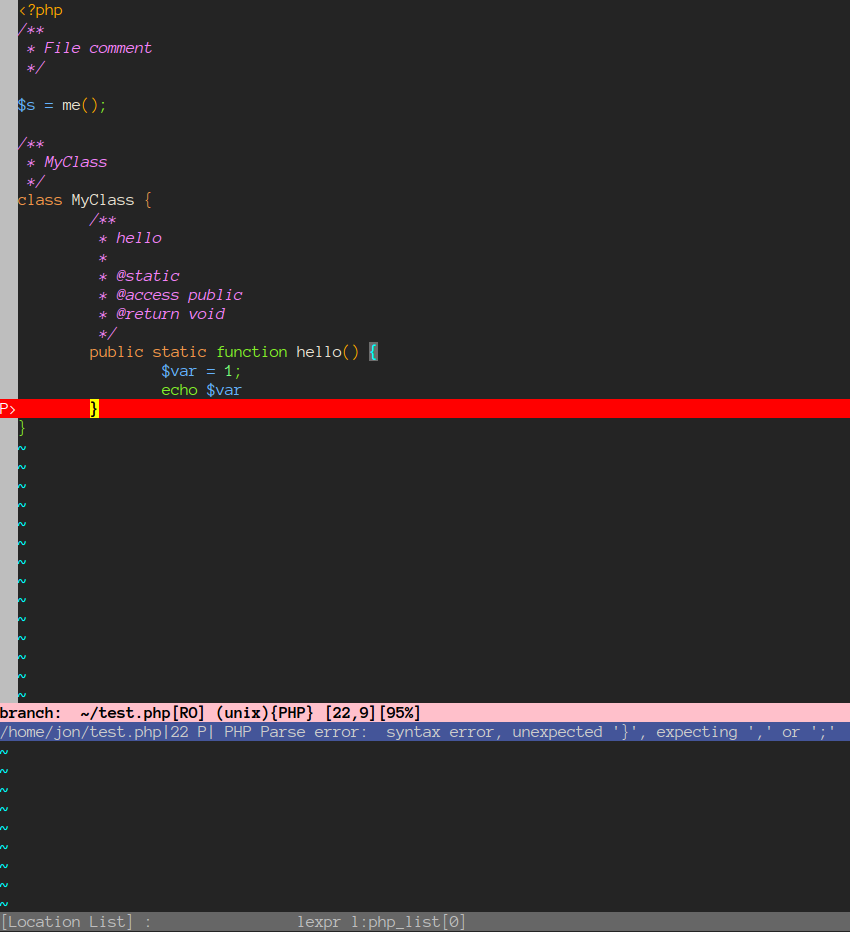 <?php
/**
 * File comment
 */

$s = me();

/**
 * MyClass
 */
class MyClass {
        /**
         * hello
         *
         * @static
         * @access public
         * @return void
         */
        public static function hello() {
                $var = 1;
                echo $var
P>        }
}
~
~
~
~
~
~
~
~
~
~
~
~
~
~
branch:  ~/test.php[RO] (unix){PHP} [22,9][95%]
/home/jon/test.php|22 P| PHP Parse error:  syntax error, unexpected '}', expecting ',' or ';'
~
~
~
~
~
~
~
~
~
[Location List] :                lexpr l:php_list[0]